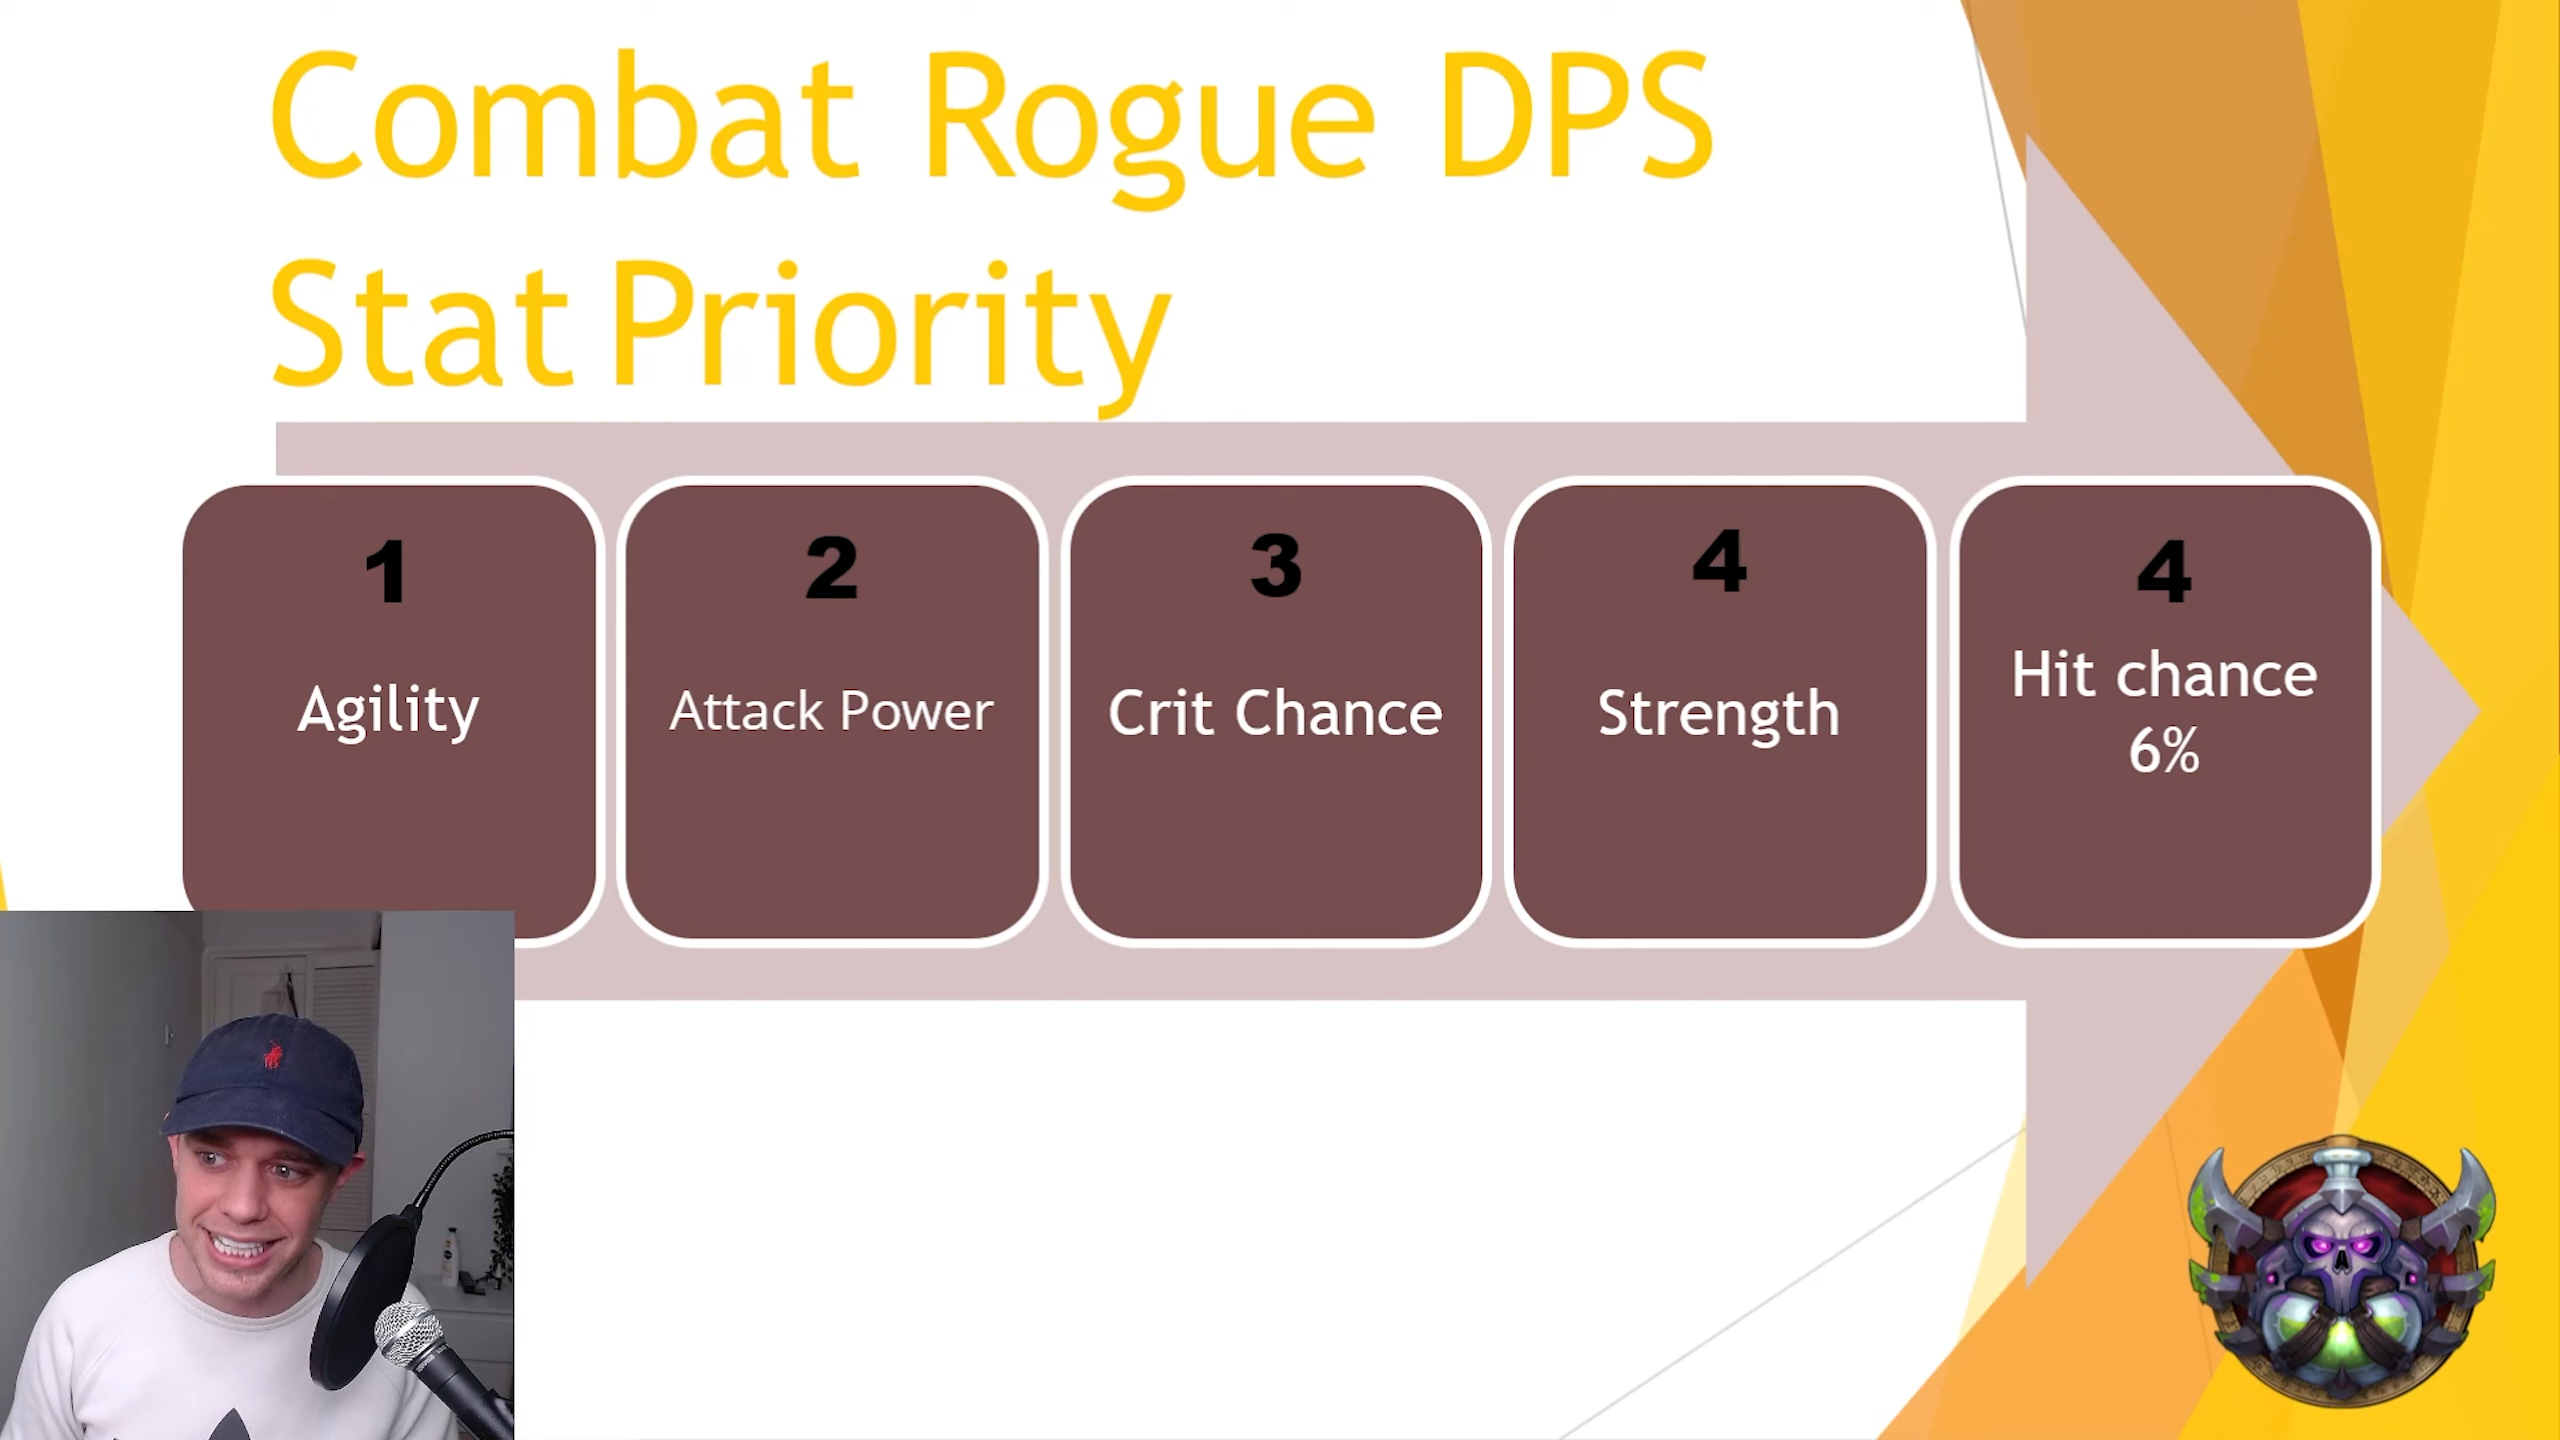 Combat Rogue DPS
Stat Priority
1
Agility
2
Attack Power
3
Crit Chance
4
Strength
4
Hit chance
6%